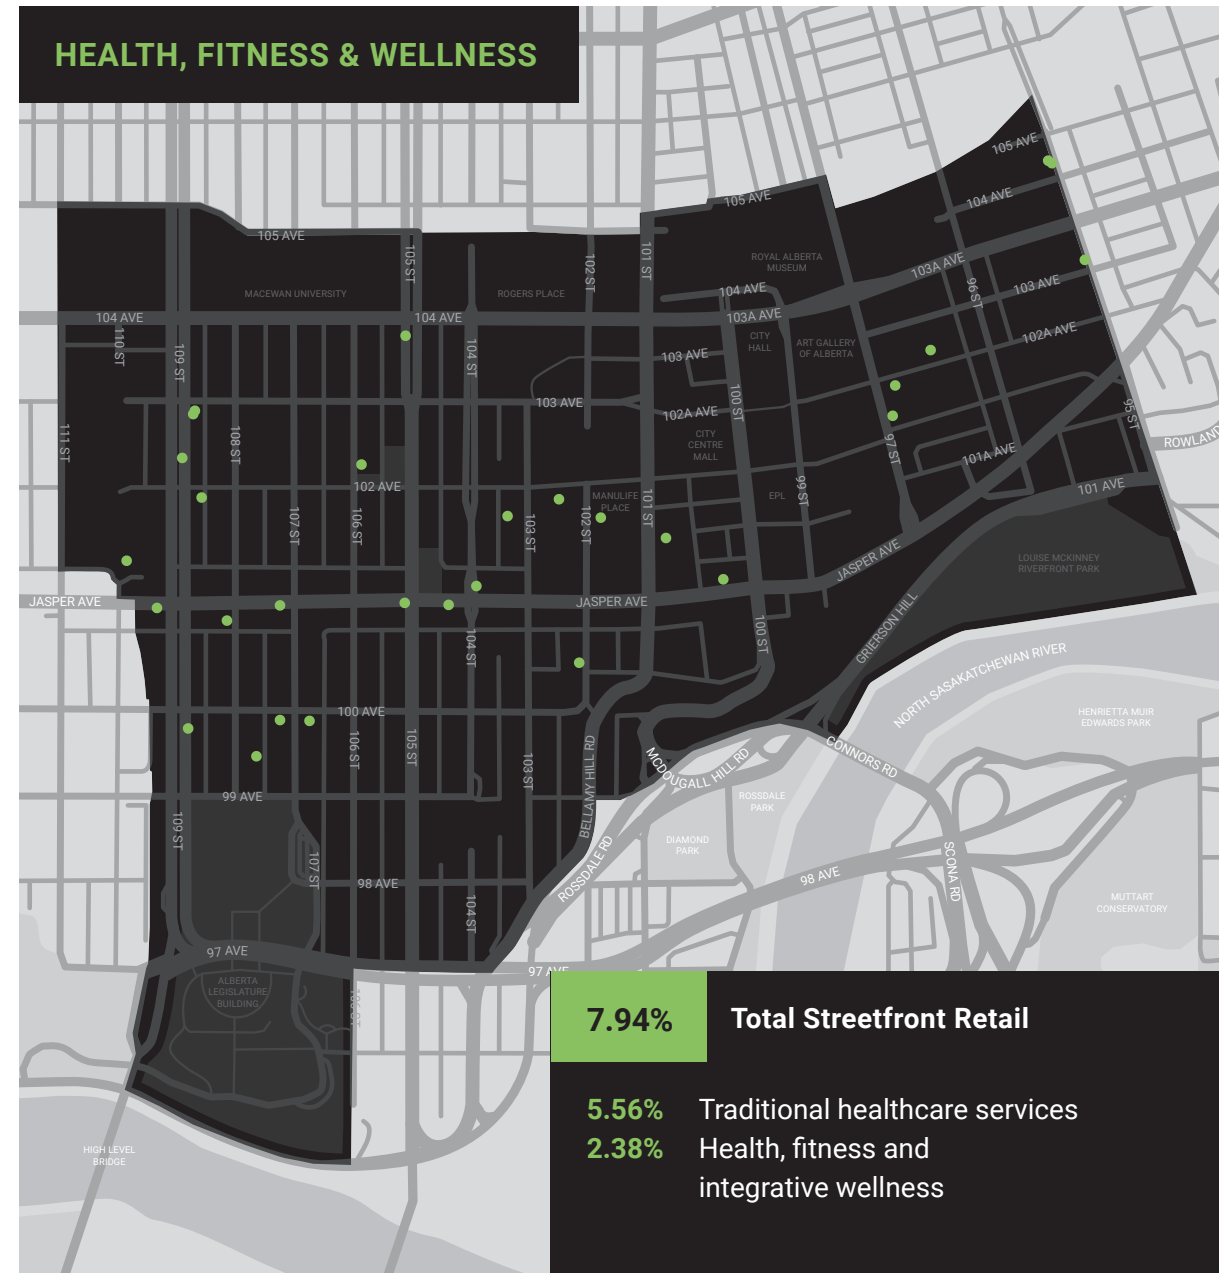 HEALTH, FITNESS & WELLNESS
105 AVE
104 AVE
105 AVE
105 AVE
105 ST
102 ST
101 ST
ROYAL ALBERTA
MUSEUM
103A AVE
96 ST
103 AVE
MACEWAN UNIVERSITY
ROGERS PLACE
104 AVE
104 AVE
104 AVE
103A AVE
102A AVE
110 ST
109 ST
104 ST
103 AVE
CITY
HALL
ART GALLERY
OF ALBERTA
103 AVE
102A AVE
100 ST
95 ST
111 ST
108 ST
CITY
CENTRE
MALL
97 ST
101A AVE
ROWLAND
102 AVE
MANULIFE
PLACE
101 ST
EPL
99 ST
101 AVE
107 ST
106 ST
103 ST
102 ST
JASPER AVE
LOUISE MCKINNEY
RIVERFRONT PARK
JASPER AVE
JASPER AVE
104 ST
100 ST
GRIERSON HILL
NORTH SASAKATCHEWAN RIVER
HENRIETTA MUIR
EDWARDS PARK
100 AVE
106 ST
105 ST
103 ST
BELLAMY HILL RD
MCDOUGALL HILL RD
CONNORS RD
99 AVE
ROSSDALE
PARK
109 ST
107 ST
98 AVE
104 ST
ROSSDALE RD
DIAMOND
PARK
98 AVE
SCONA RD
MUTTART
CONSERVATORY
97 AVE
97 AVE
ALBERTA
LEGISLATURE
BUILDING
106 ST
HIGH LEVEL
BRIDGE
7.94% Total Streetfront Retail
5.56% Traditional healthcare services
2.38% Health, fitness and
integrative wellness